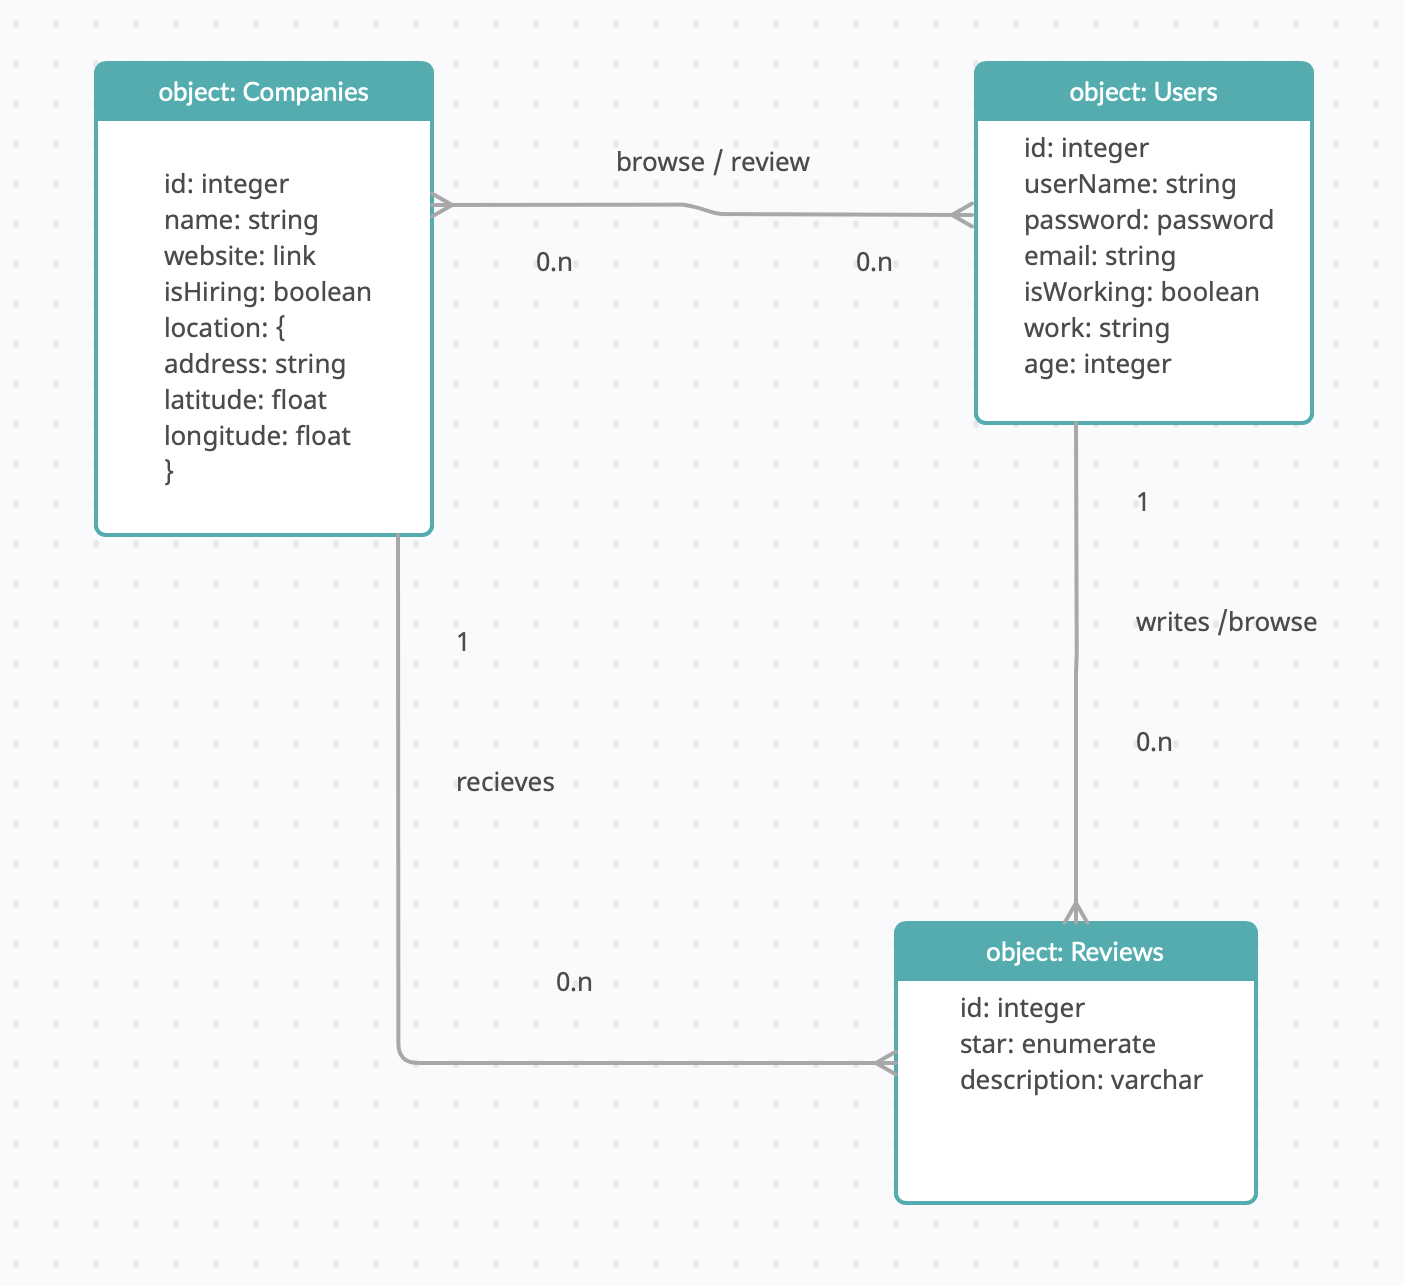 object: Companies
id: integer
name: string
website: link
isHiring: boolean
location: {
address: string
latitude: float
longitude: float
}
browse / review
0.n
0.n
object: Users
id: integer
userName: string
password: password
email: string
isWorking: boolean
work: string
age: integer
1
writes /browse
0.n
1
recieves
0.n
object: Reviews
id: integer
star: enumerate
description: varchar